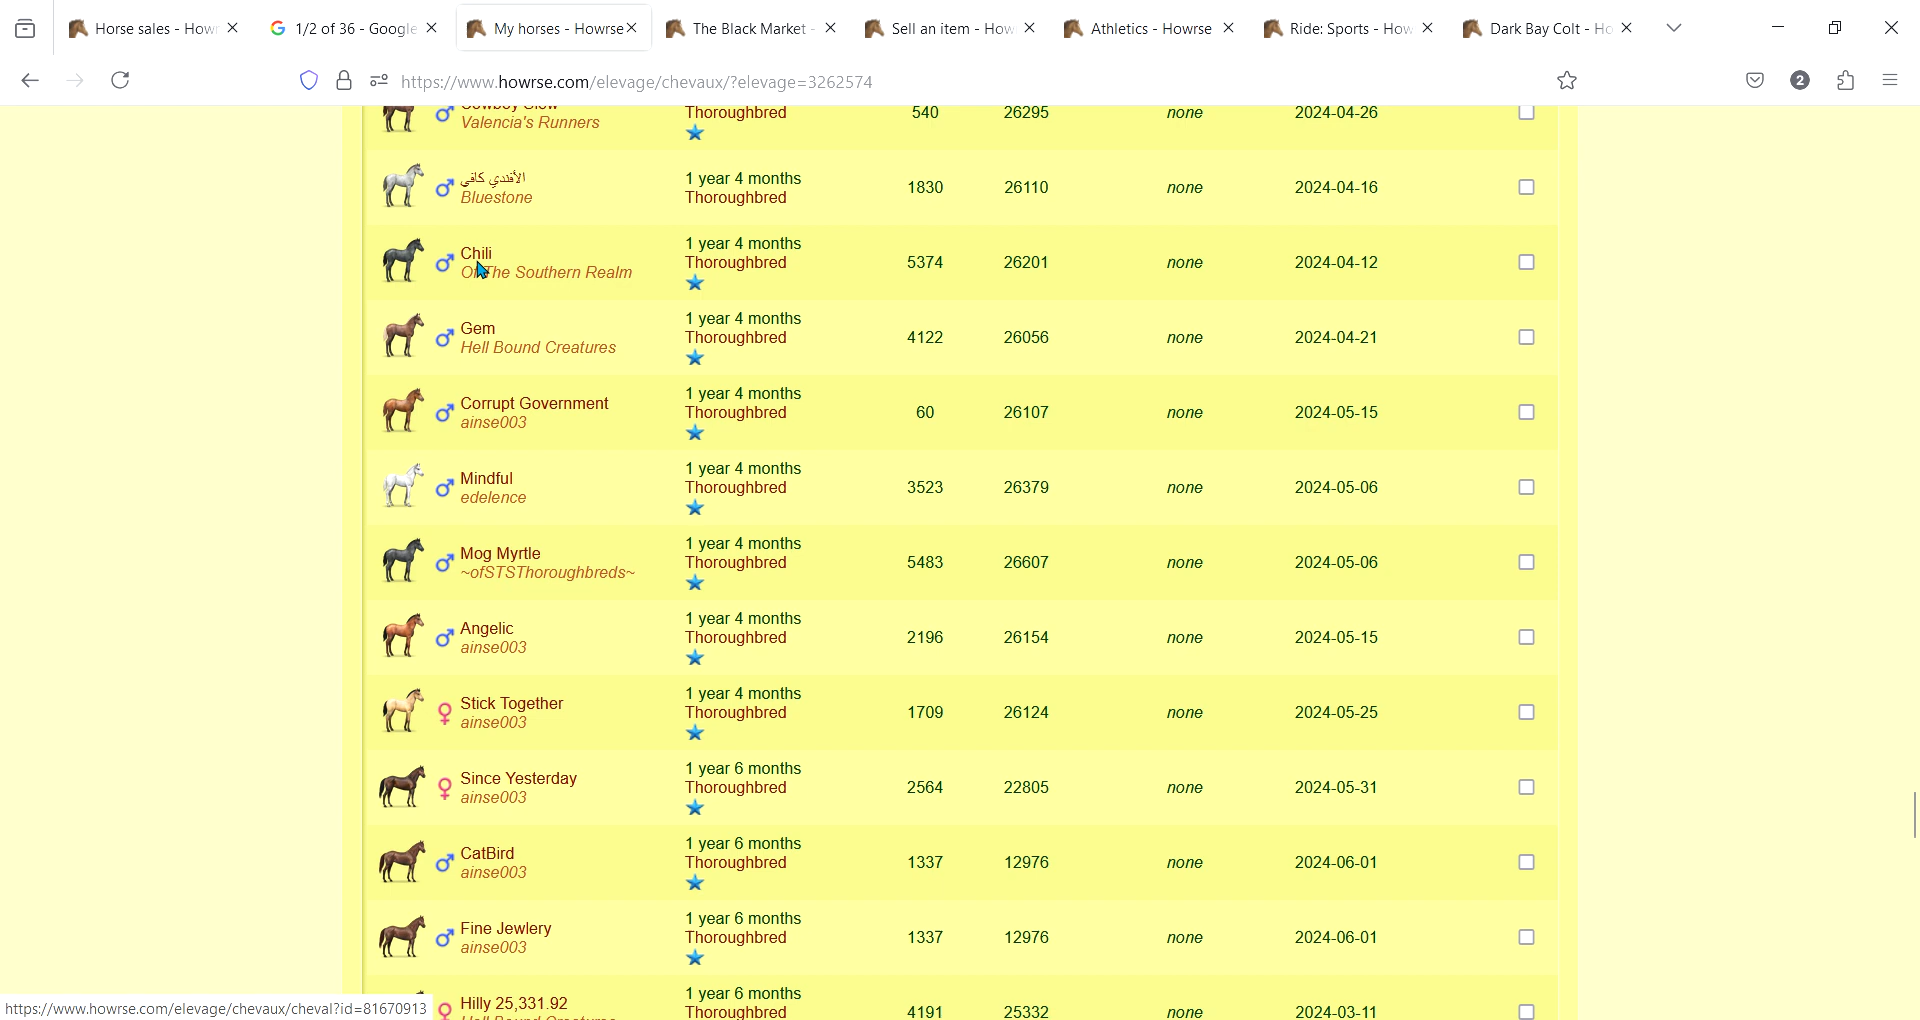 Horse sales - How
1/2 of 36 - Google
My horses - Howrse
The Black Market -
Sell an item - How
Athletics - Howrse
Ride: Sports - How
Dark Bay Colt - Ho
https://www.howrse.com/elevage/chevaux/?elevage=3262574
2
Cowboy Slow
Valencia's Runners
Thoroughbred
540 26295 none 2024-04-26
الأفندي كافي
Bluestone
1 year 4 months
Thoroughbred
1830 26110 none 2024-04-16
Chili
Of The Southern Realm
1 year 4 months
Thoroughbred
5374 26201 none 2024-04-12
Gem
Hell Bound Creatures
1 year 4 months
Thoroughbred
4122 26056 none 2024-04-21
Corrupt Government
ainse003
1 year 4 months
Thoroughbred
60 26107 none 2024-05-15
Mindful
edelence
1 year 4 months
Thoroughbred
3523 26379 none 2024-05-06
Mog Myrtle
~ofSTSThoroughbreds~
1 year 4 months
Thoroughbred
5483 26607 none 2024-05-06
Angelic
ainse003
1 year 4 months
Thoroughbred
2196 26154 none 2024-05-15
Stick Together
ainse003
1 year 4 months
Thoroughbred
1709 26124 none 2024-05-25
Since Yesterday
ainse003
1 year 6 months
Thoroughbred
2564 22805 none 2024-05-31
CatBird
ainse003
1 year 6 months
Thoroughbred
1337 12976 none 2024-06-01
Fine Jewlery
ainse003
1 year 6 months
Thoroughbred
1337 12976 none 2024-06-01
Hilly 25,331.92
Hell Bound Creatures
1 year 6 months
Thoroughbred
4191 25332 none 2024-03-11
https://www.howrse.com/elevage/chevaux/cheval?id=81670913